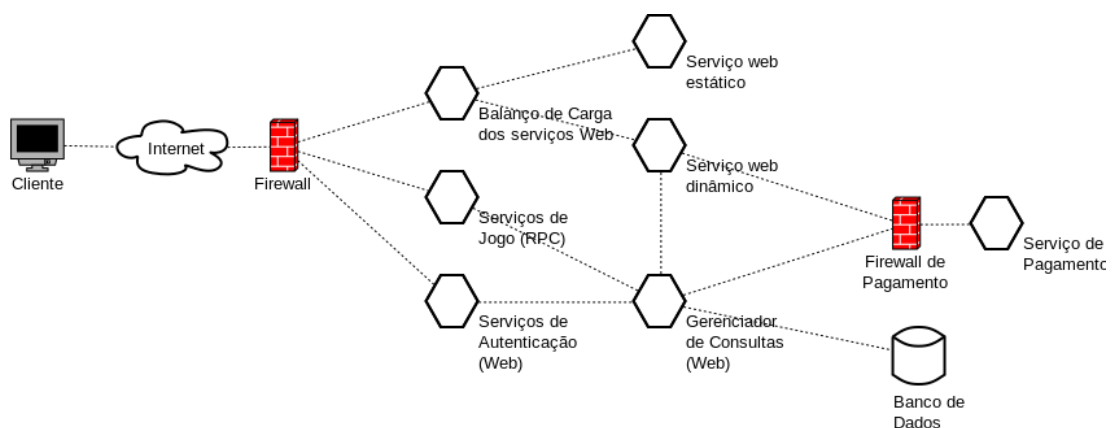 Cliente
Internet
Firewall
Balanço de Carga
dos serviços Web
Serviço web
estático
Serviço web
dinâmico
Serviços de
Jogo (RPC)
Serviços de
Autenticação
(Web)
Gerenciador
de Consultas
(Web)
Firewall de
Pagamento
Serviço de
Pagamento
Banco de
Dados